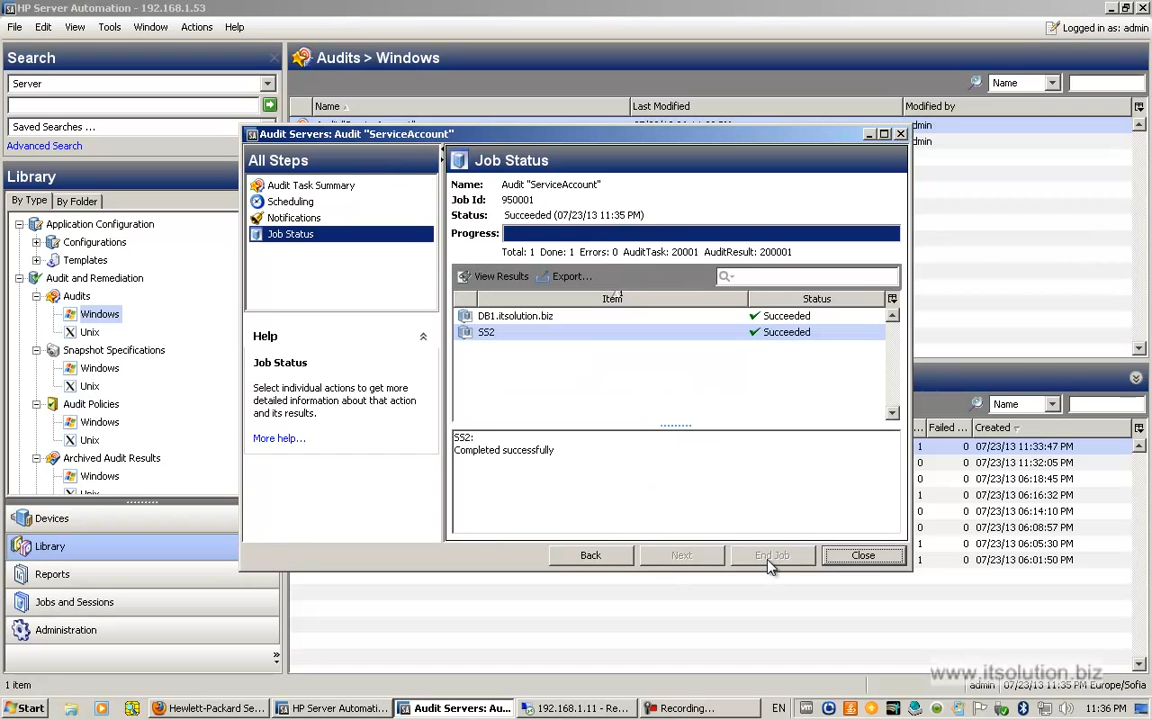 HP Server Automation - 192.168.1.53
File Edit View Tools Window Actions Help
Logged in as: admin
Search
Server
Saved Searches ...
Advanced Search
Library
By Type By Folder
Application Configuration
Configurations
Templates
Audit and Remediation
Audits
Windows
Unix
Snapshot Specifications
Windows
Unix
Audit Policies
Windows
Unix
Archived Audit Results
Windows
Devices
Library
Reports
Jobs and Sessions
Administration
Audits > Windows
Name
Name Last Modified Modified by
Audit Servers: Audit "ServiceAccount"
All Steps
Audit Task Summary
Scheduling
Notifications
Job Status
Help
Job Status
Select individual actions to get more
detailed information about that action
and its results.
More help...
Job Status
Name: Audit "ServiceAccount"
Job Id: 950001
Status: Succeeded (07/23/13 11:35 PM)
Progress:
Total: 1 Done: 1 Errors: 0 AuditTask: 20001 AuditResult: 200001
View Results Export...
Item 1 Status
DB1.itsolution.biz Succeeded
SS2 Succeeded
SS2:
Completed successfully
Back Next End Job Close
Name
... Failed ... Created
1 0 07/23/13 11:33:47 PM
0 0 07/23/13 11:32:05 PM
0 0 07/23/13 06:18:45 PM
1 0 07/23/13 06:16:32 PM
0 0 07/23/13 06:14:10 PM
0 0 07/23/13 06:08:57 PM
1 0 07/23/13 06:05:30 PM
1 0 07/23/13 06:01:50 PM
www.itsolution.biz
1 item
admin 07/23/13 11:35 PM Europe/Sofia
Start Hewlett-Packard Se... HP Server Automati... Audit Servers: Au... 192.168.1.11 - Re... Recording... EN 11:36 PM